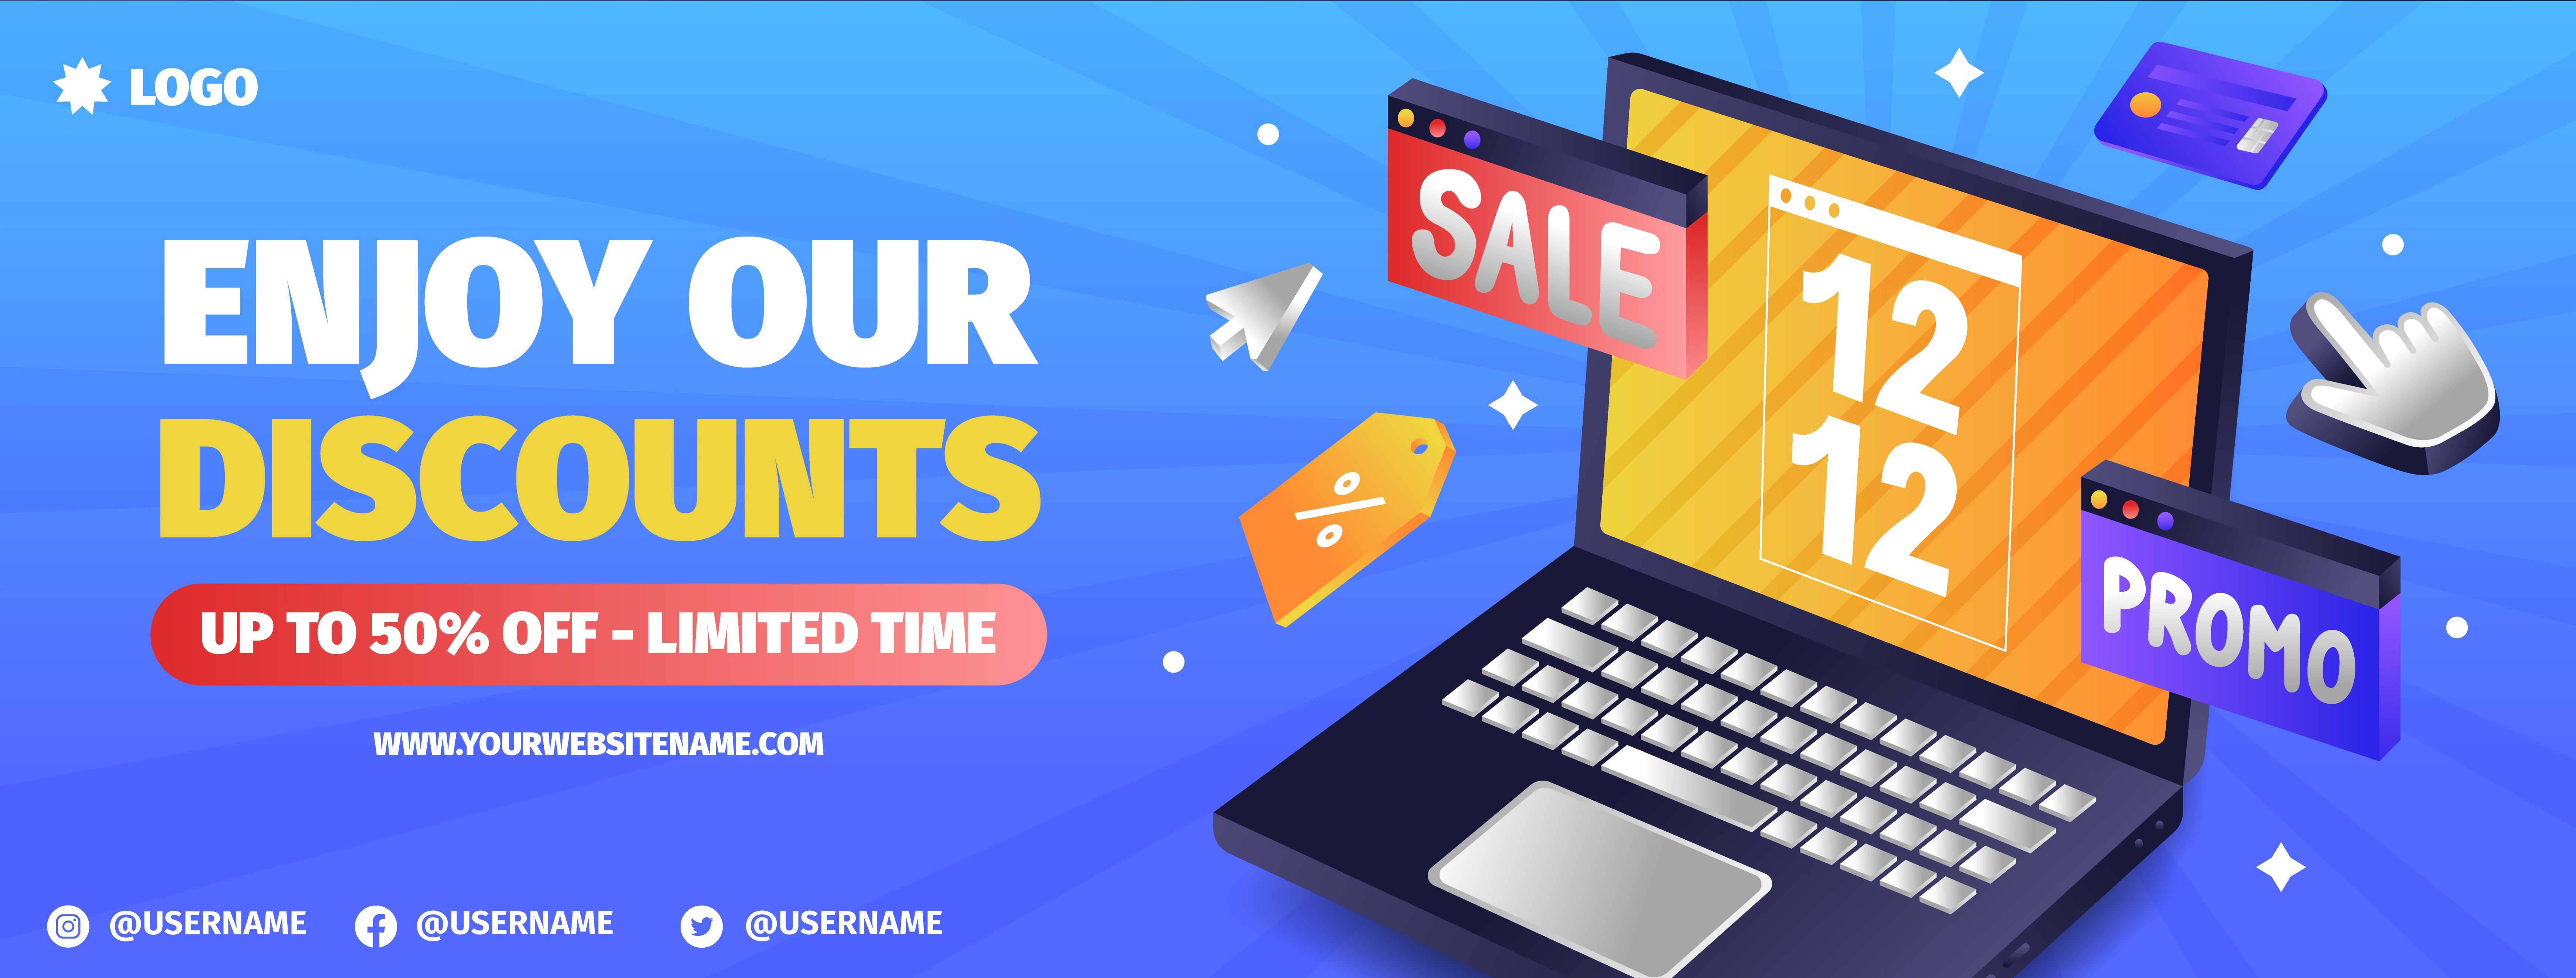 LOGO
ENJOY OUR
DISCOUNTS
UP TO 50% OFF - LIMITED TIME
WWW.YOURWEBSITENAME.COM
@USERNAME @USERNAME @USERNAME
SALE
12
12
PROMO
%